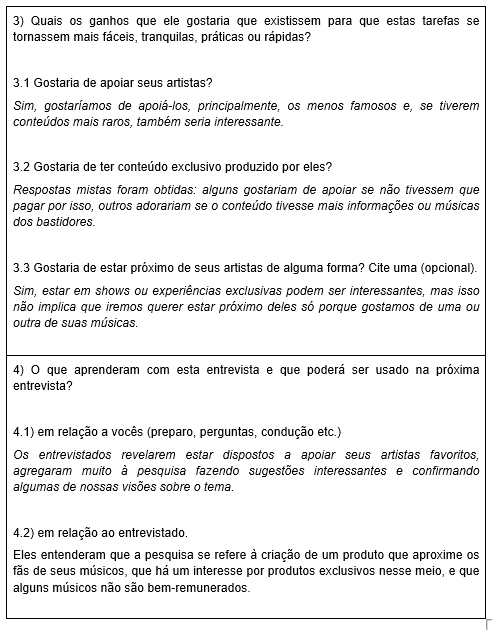 3) Quais os ganhos que ele gostaria que existissem para que estas tarefas se
tornassem mais fáceis, tranquilas, práticas ou rápidas?
3.1 Gostaria de apoiar seus artistas?
Sim, gostaríamos de apoiá-los, principalmente, os menos famosos e, se tiverem
conteúdos mais raros, também seria interessante.
3.2 Gostaria de ter conteúdo exclusivo produzido por eles?
Respostas mistas foram obtidas: alguns gostariam de apoiar se não tivessem que
pagar por isso, outros adorariam se o conteúdo tivesse mais informações ou músicas
dos bastidores.
3.3 Gostaria de estar próximo de seus artistas de alguma forma? Cite uma (opcional).
Sim, estar em shows ou experiências exclusivas podem ser interessantes, mas isso
não implica que iremos querer estar próximo deles só porque gostamos de uma ou
outra de suas músicas.
4) O que aprenderam com esta entrevista e que poderá ser usado na próxima
entrevista?
4.1) em relação a vocês (preparo, perguntas, condução etc.)
Os entrevistados revelarem estar dispostos a apoiar seus artistas favoritos,
agregaram muito à pesquisa fazendo sugestões interessantes e confirmando
algumas de nossas visões sobre o tema.
4.2) em relação ao entrevistado.
Eles entenderam que a pesquisa se refere à criação de um produto que aproxime os
fãs de seus músicos, que há um interesse por produtos exclusivos nesse meio, e que
alguns músicos não são bem-remunerados.